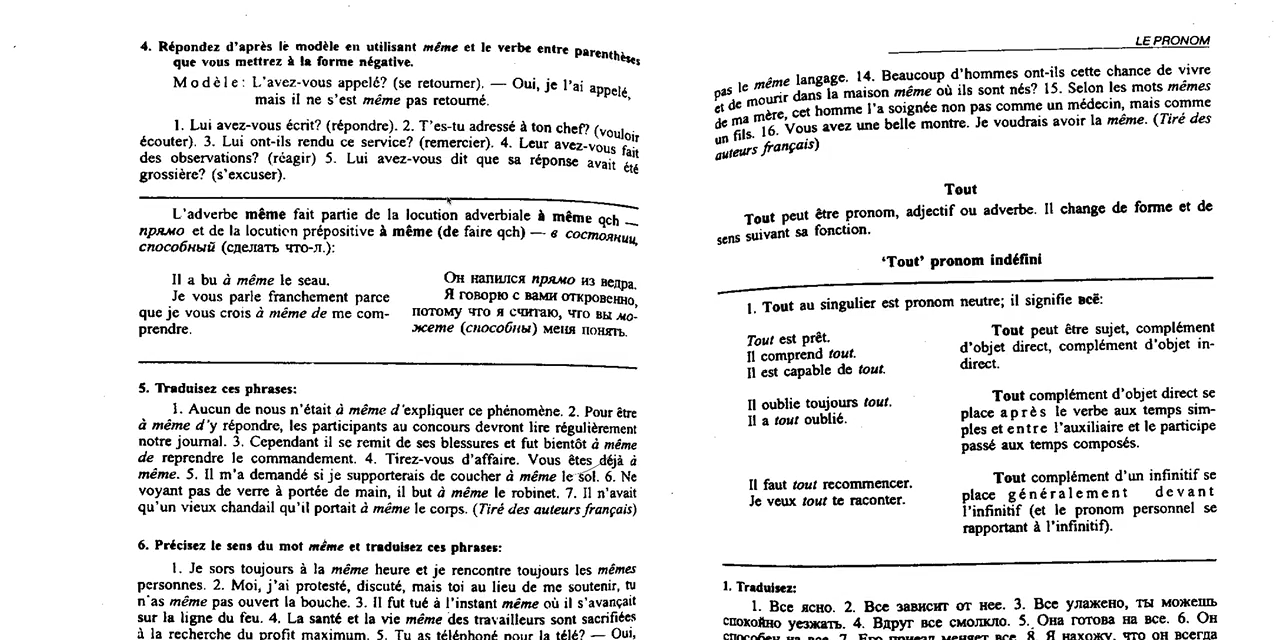 4. Répondez d'après le modèle en utilisant même et le verbe entre parenthèses
que vous mettrez à la forme négative.
Modèle: L'avez-vous appelé? (se retourner). — Oui, je l'ai appelé,
mais il ne s'est même pas retourné.
1. Lui avez-vous écrit? (répondre). 2. T'es-tu adressé à ton chef? (vouloir
écouter). 3. Lui ont-ils rendu ce service? (remercier). 4. Leur avez-vous fait
des observations? (réagir) 5. Lui avez-vous dit que sa réponse avait été
grossière? (s'excuser).
L'adverbe même fait partie de la locution adverbiale à même qch —
прямо et de la locution prépositive à même (de faire qch) — в состоянии,
способный (сделать что-л.):
Il a bu à même le seau.
Je vous parle franchement parce
que je vous crois à même de me com-
prendre.
Он напился прямо из ведра.
Я говорю с вами откровенно,
потому что я считаю, что вы мо-
жете (способны) меня понять.
5. Traduisez ces phrases:
1. Aucun de nous n'était à même d'expliquer ce phénomène. 2. Pour être
à même d'y répondre, les participants au concours devront lire régulièrement
notre journal. 3. Cependant il se remit de ses blessures et fut bientôt à même
de reprendre le commandement. 4. Tirez-vous d'affaire. Vous êtes déjà à
même. 5. Il m'a demandé si je supporterais de coucher à même le sol. 6. Ne
voyant pas de verre à portée de main, il but à même le robinet. 7. Il n'avait
qu'un vieux chandail qu'il portait à même le corps. (Tiré des auteurs français)
6. Précisez le sens du mot même et traduisez ces phrases:
1. Je sors toujours à la même heure et je rencontre toujours les mêmes
personnes. 2. Moi, j'ai protesté, discuté, mais toi au lieu de me soutenir, tu
n'as même pas ouvert la bouche. 3. Il fut tué à l'instant même où il s'avançait
sur la ligne du feu. 4. La santé et la vie même des travailleurs sont sacrifiées
à la recherche du profit maximum. 5. Tu as téléphoné pour la télé? — Oui,
LE PRONOM
pas le même langage. 14. Beaucoup d'hommes ont-ils cette chance de vivre
et de mourir dans la maison même où ils sont nés? 15. Selon les mots mêmes
de ma mère, cet homme l'a soignée non pas comme un médecin, mais comme
un fils. 16. Vous avez une belle montre. Je voudrais avoir la même. (Tiré des
auteurs français)
Tout
Tout peut être pronom, adjectif ou adverbe. Il change de forme et de
sens suivant sa fonction.
'Tout' pronom indéfini
1. Tout au singulier est pronom neutre; il signifie всё:
Tout est prêt.
Il comprend tout.
Il est capable de tout.
Tout peut être sujet, complément
d'objet direct, complément d'objet in-
direct.
Il oublie toujours tout.
Il a tout oublié.
Tout complément d'objet direct se
place après le verbe aux temps sim-
ples et entre l'auxiliaire et le participe
passé aux temps composés.
Il faut tout recommencer.
Je veux tout te raconter.
Tout complément d'un infinitif se
place généralement devant
l'infinitif (et le pronom personnel se
rapportant à l'infinitif).
1. Traduisez:
1. Все ясно. 2. Все зависит от нее. 3. Все улажено, ты можешь
спокойно уезжать. 4. Вдруг все смолкло. 5. Она готова на все. 6. Он
способен на все. 7. Его приезд меняет все. 8. Я нахожу, что он всегда